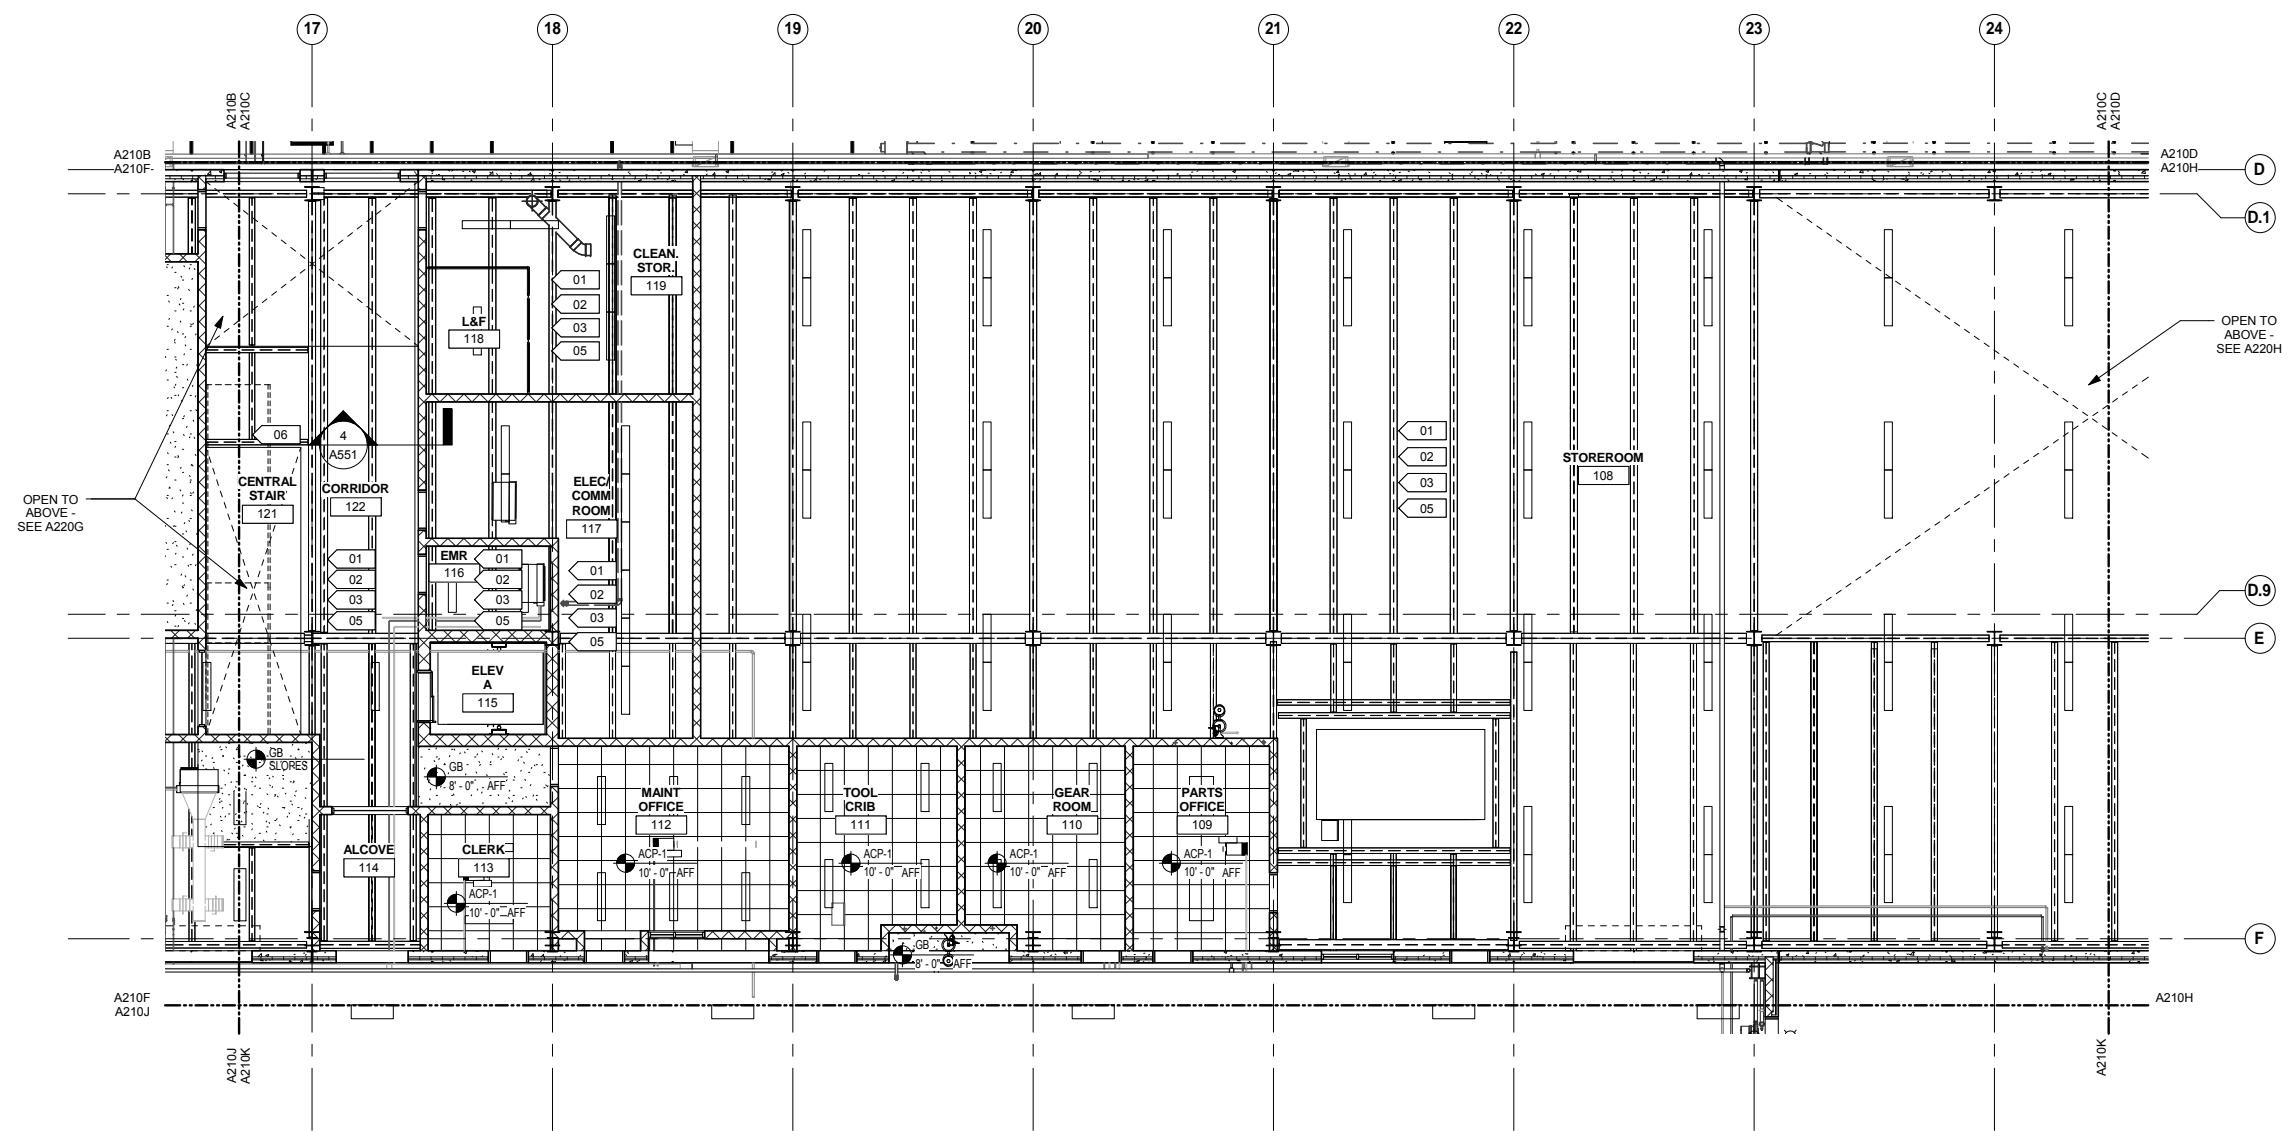 17
18
19
20
21
22
23
24
A210B
A210C
A210C
A210D
A210B
A210F
A210D
A210H
D
D.1
CLEAN.
STOR.
119
01
02
03
05
L&F
118
OPEN TO
ABOVE -
SEE A220H
06
4
A551
01
02
03
05
STOREROOM
108
CENTRAL
STAIR
121
CORRIDOR
122
ELEC/
COMM
ROOM
117
OPEN TO
ABOVE -
SEE A220G
01
02
03
05
EMR
116
01
02
03
05
01
02
03
05
D.9
E
ELEV
A
115
GB
SLORES
GB
8' - 0" AFF
MAINT
OFFICE
112
TOOL
CRIB
111
GEAR
ROOM
110
PARTS
OFFICE
109
ACP-1
10' - 0" AFF
ACP-1
10' - 0" AFF
ACP-1
10' - 0" AFF
ACP-1
10' - 0" AFF
ALCOVE
114
CLERK
113
ACP-1
10' - 0" AFF
GB
8' - 0" AFF
F
A210F
A210J
A210H
A210J
A210K
A210K